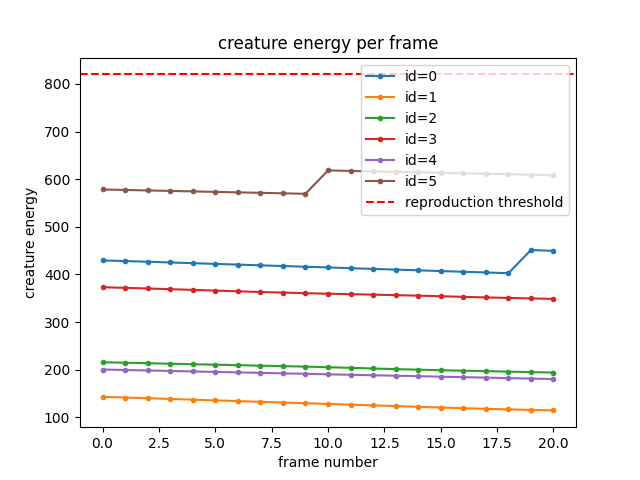 creature energy per frame
800
700
600
500
400
300
200
100
creature energy
id=0
id=1
id=2
id=3
id=4
id=5
reproduction threshold
0.0 2.5 5.0 7.5 10.0 12.5 15.0 17.5 20.0
frame number